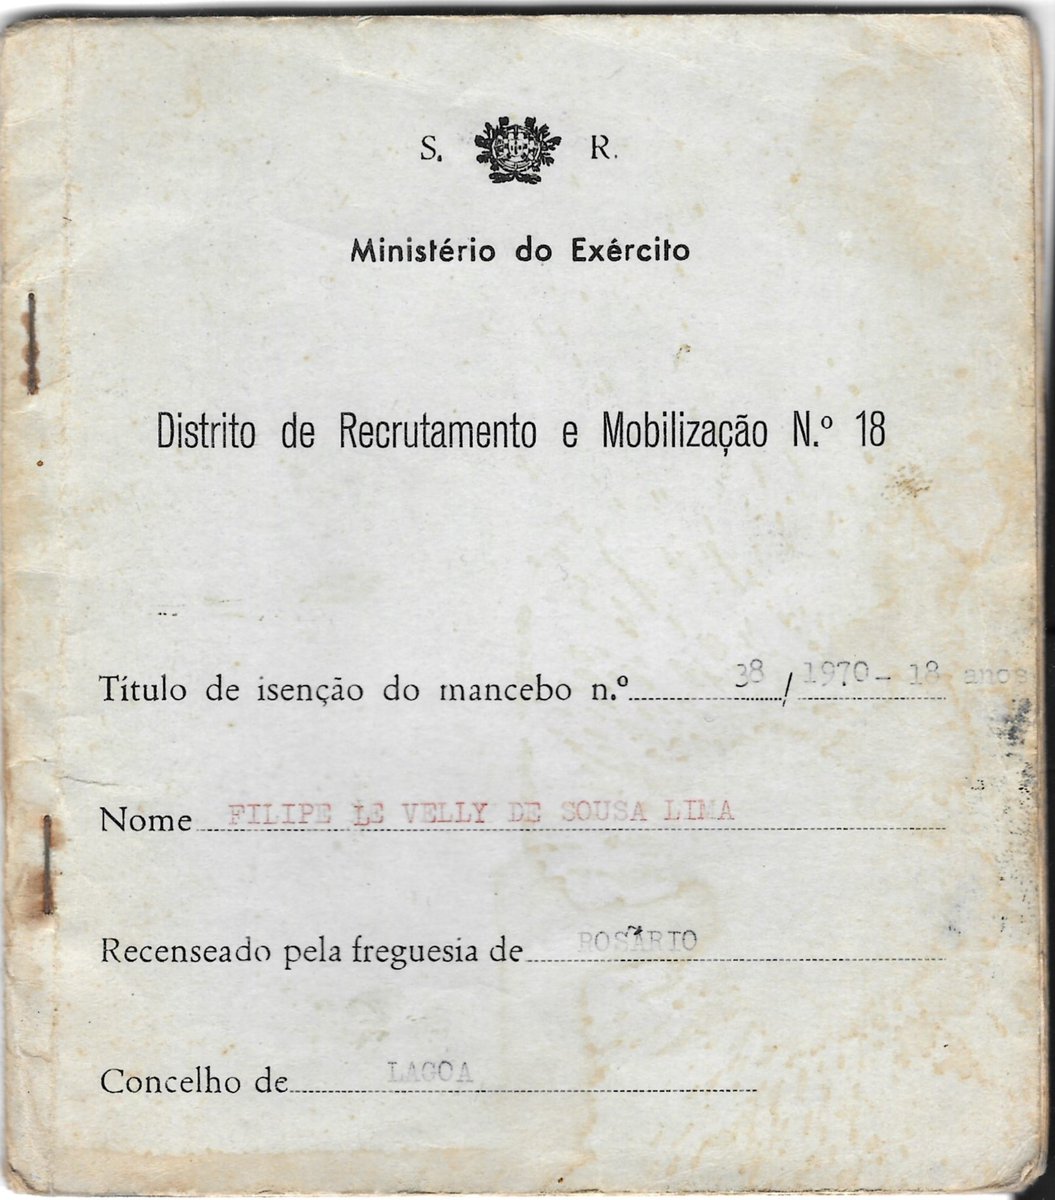 S. R.
Ministério do Exército
Distrito de Recrutamento e Mobilização N.º 18
Título de isenção do mancebo n.º 38 / 1970 - 18 anos
Nome FILIPE LE VELLY DE SOUSA LIMA
Recenseado pela freguesia de ROSÁRIO
Concelho de LAGOA